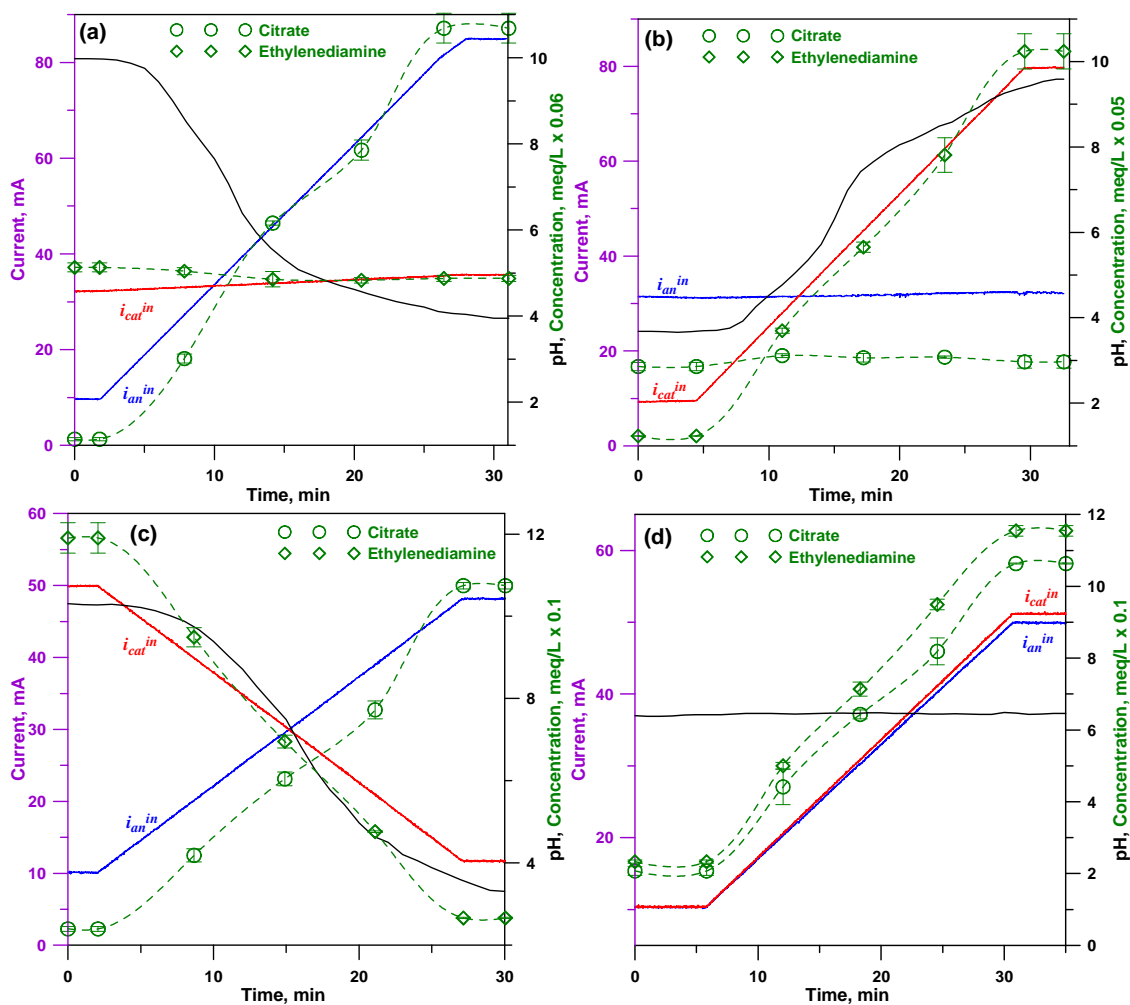 (a)
Citrate
Ethylenediamine
80
60
40
20
0
Current, mA
10
8
6
4
2
pH, Concentration, meq/L x 0.06
i_cat^in
i_an^in
0 10 20 30
Time, min
(b)
Citrate
Ethylenediamine
80
60
40
20
0
Current, mA
10
8
6
4
2
pH, Concentration, meq/L x 0.05
i_an^in
i_cat^in
0 10 20 30
Time, min
(c)
Citrate
Ethylenediamine
60
50
40
30
20
10
0
Current, mA
12
8
4
pH, Concentration, meq/L x 0.1
i_cat^in
i_an^in
0 10 20 30
Time, min
(d)
Citrate
Ethylenediamine
60
40
20
Current, mA
12
10
8
6
4
2
0
pH, Concentration, meq/L x 0.1
i_cat^in
i_an^in
0 10 20 30
Time, min